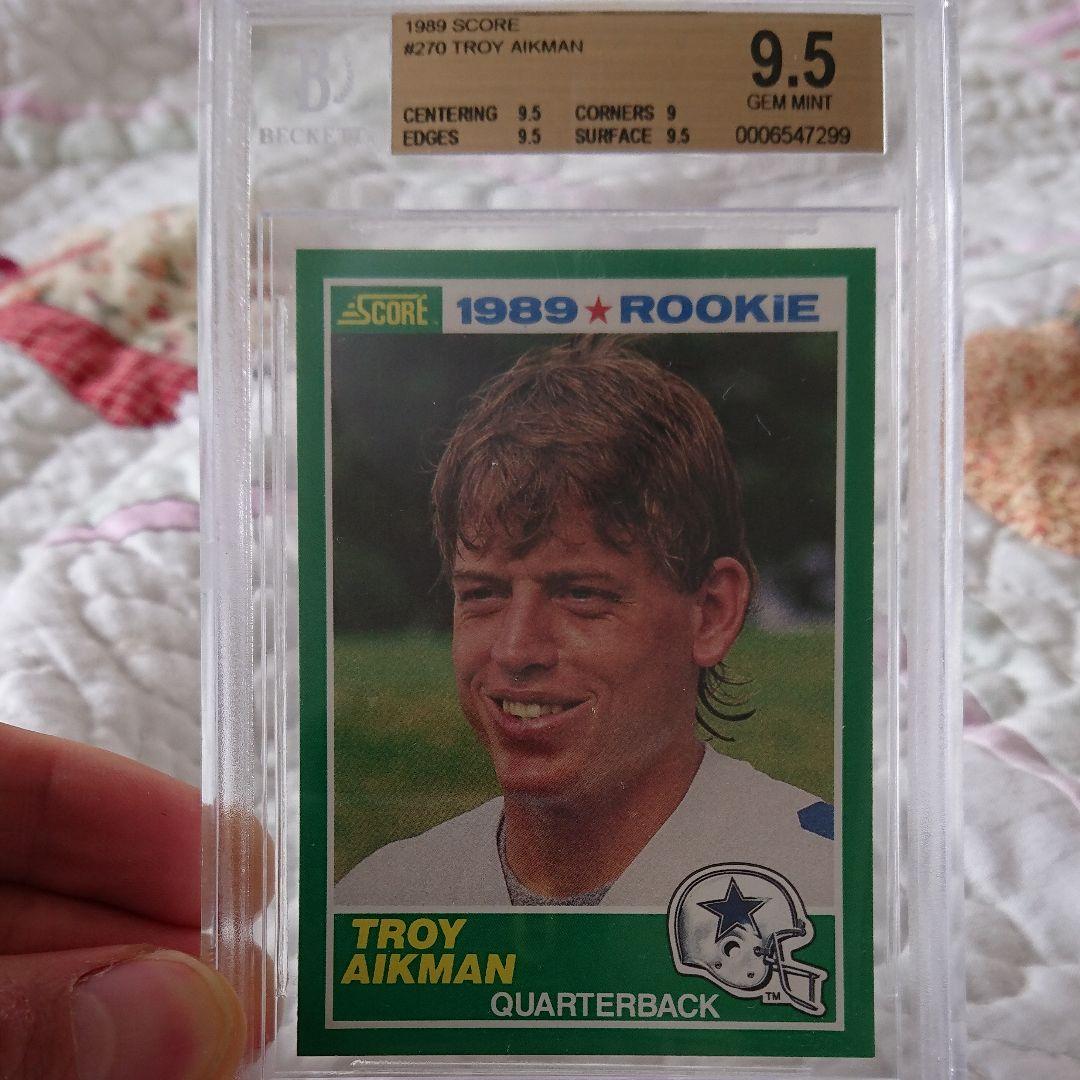 1989 SCORE
#270 TROY AIKMAN
9.5
GEM MINT
CENTERING 9.5 CORNERS 9
EDGES 9.5 SURFACE 9.5
0006547299
B
BECKETT
SCORE
1989 ★ ROOKiE
TROY
AIKMAN
QUARTERBACK
TM